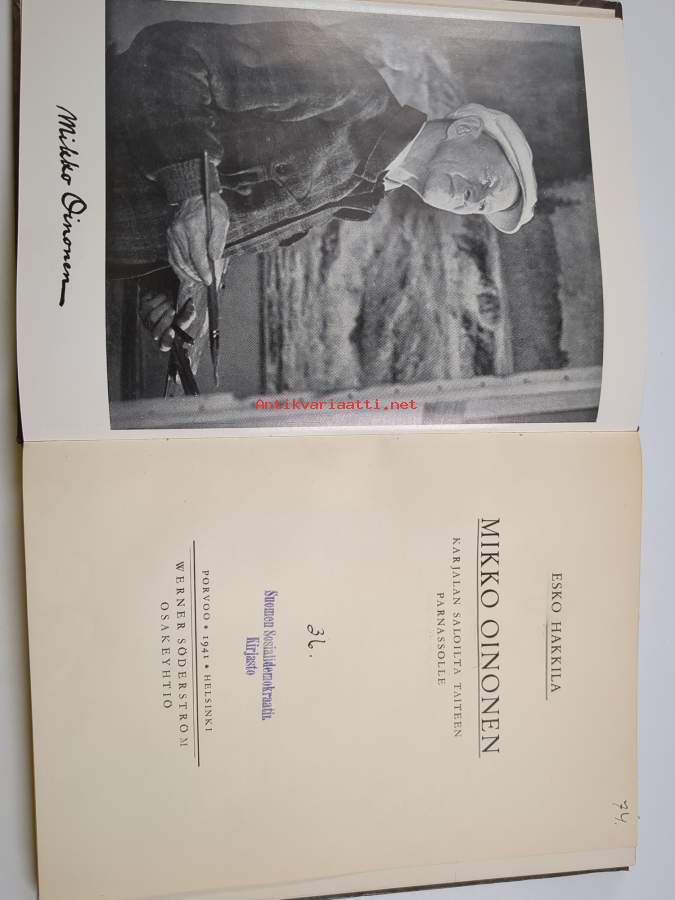 Mikko Oinonen
Antikvariaatti.net
74.
ESKO HAKKILA
MIKKO OINONEN
KARJALAN SALOILTA TAITEEN
PARNASSOLLE
36.
Suomen Sosialidemokraatin
Kirjasto
PORVOO • 1941 • HELSINKI
WERNER SÖDERSTRÖM
OSAKEYHTIÖ